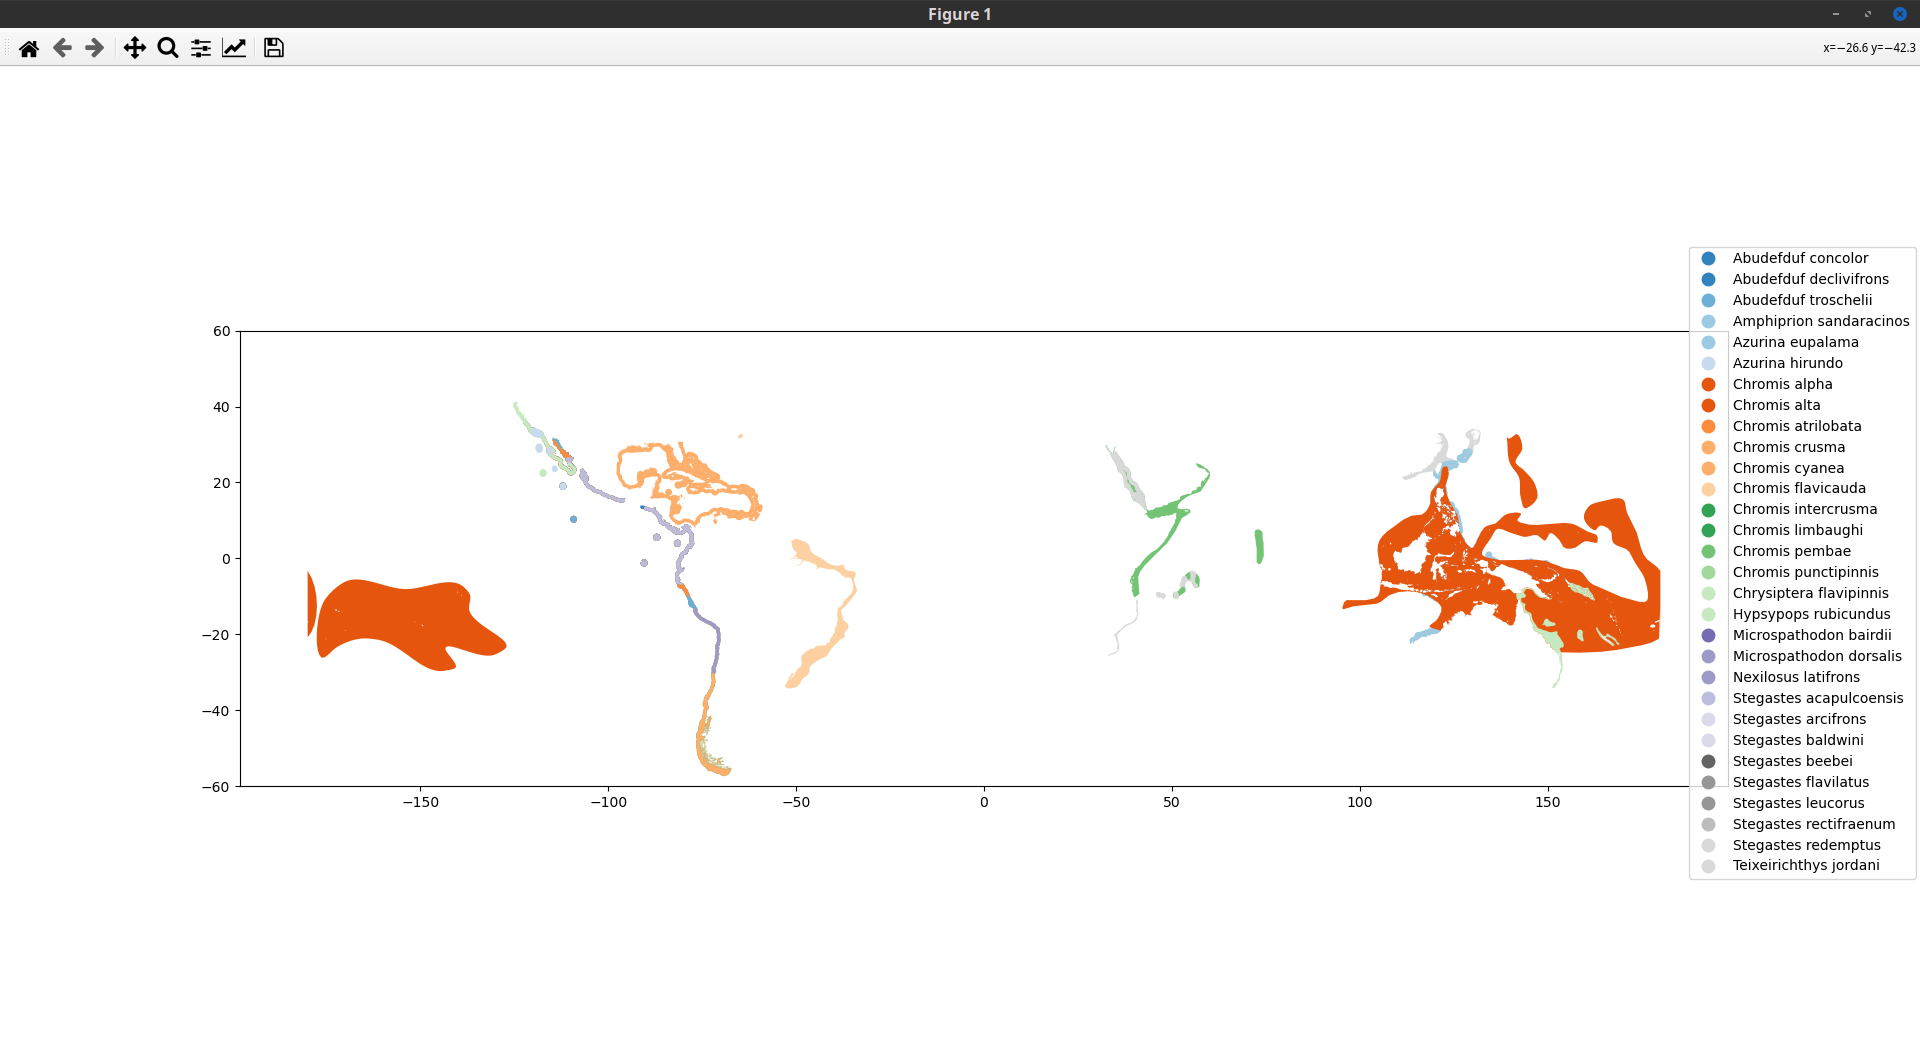 Figure 1
x=−26.6 y=−42.3
Abudefduf concolor
Abudefduf declivifrons
Abudefduf troschelii
Amphiprion sandaracinos
Azurina eupalama
Azurina hirundo
Chromis alpha
Chromis alta
Chromis atrilobata
Chromis crusma
Chromis cyanea
Chromis flavicauda
Chromis intercrusma
Chromis limbaughi
Chromis pembae
Chromis punctipinnis
Chrysiptera flavipinnis
Hypsypops rubicundus
Microspathodon bairdii
Microspathodon dorsalis
Nexilosus latifrons
Stegastes acapulcoensis
Stegastes arcifrons
Stegastes baldwini
Stegastes beebei
Stegastes flavilatus
Stegastes leucorus
Stegastes rectifraenum
Stegastes redemptus
Teixeirichthys jordani
60
40
20
0
−20
−40
−60
−150 −100 −50 0 50 100 150